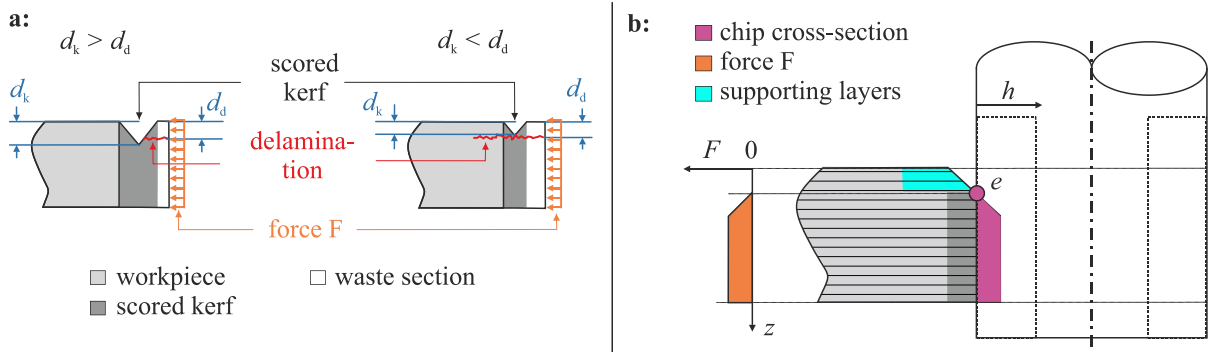 a:
d_k > d_d
d_k < d_d
scored
kerf
d_k
d_d
d_k
d_d
delamina-
tion
force F
workpiece
waste section
scored kerf
b:
chip cross-section
force F
supporting layers
h
F
0
e
z